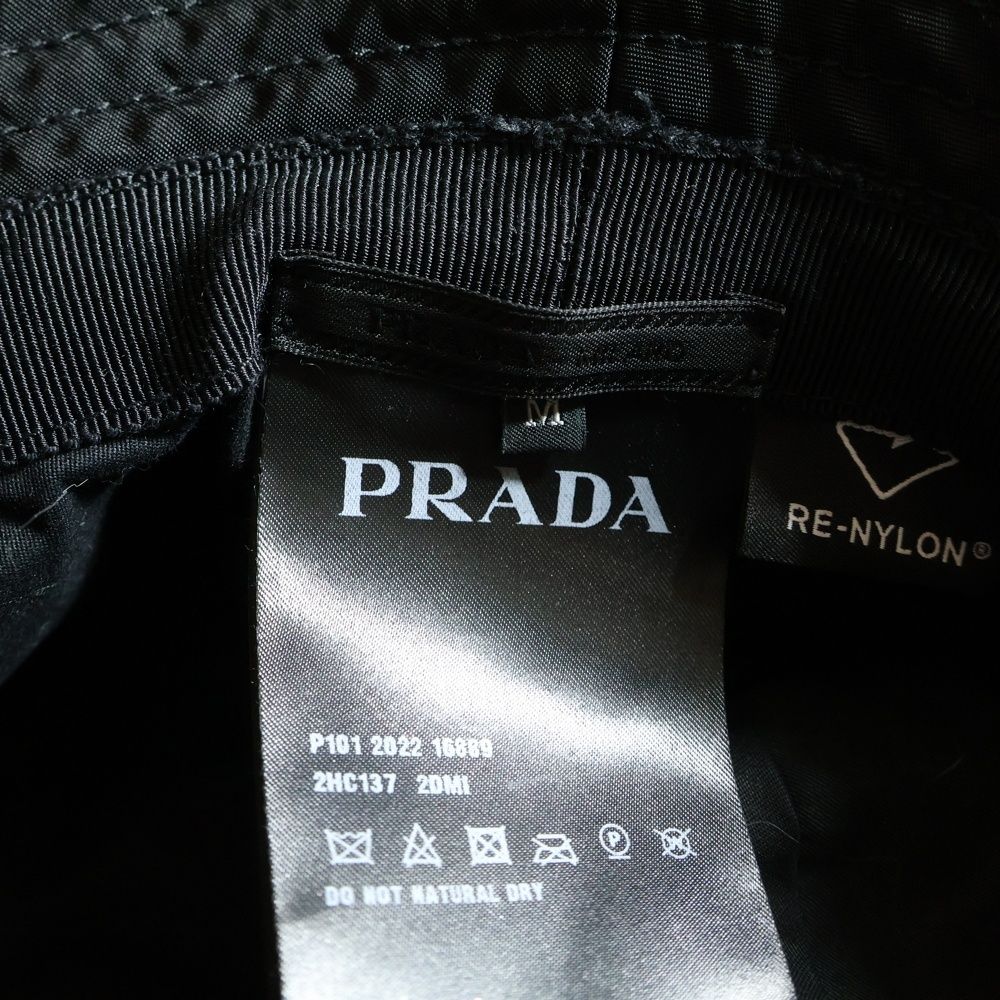 M
PRADA
RE-NYLON®
P101 2022 16889
2HC137 2DMI
P
W
DO NOT NATURAL DRY